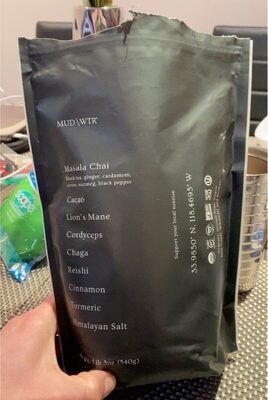 MUD\WTR
Masala Chai
Black tea, ginger, cardamom,
clove, nutmeg, black pepper
Cacao
Lion's Mane
Cordyceps
Chaga
Reishi
Cinnamon
Turmeric
Himalayan Salt
1lb 3oz (540g)
Support your local sunrise.
33.9850° N, 118.4695° W